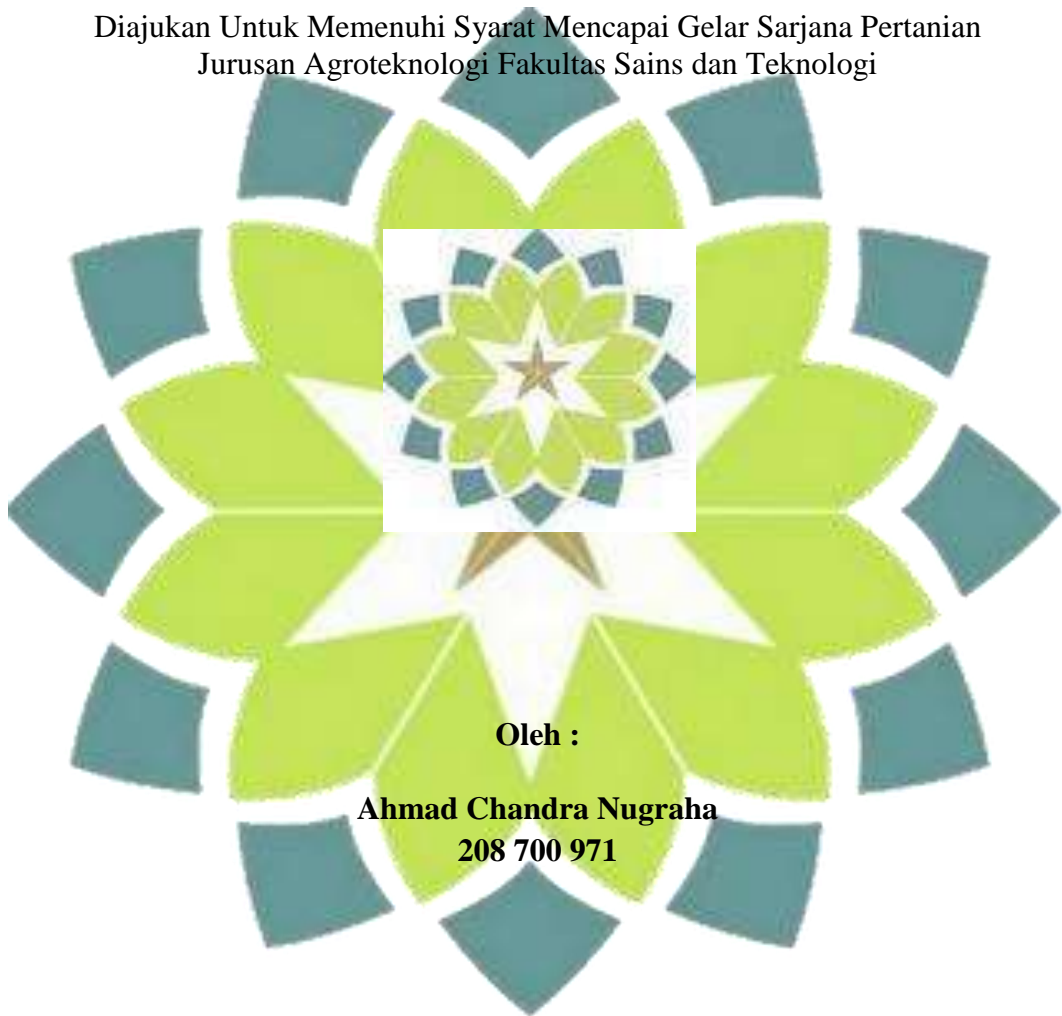 Diajukan Untuk Memenuhi Syarat Mencapai Gelar Sarjana Pertanian
Jurusan Agroteknologi Fakultas Sains dan Teknologi
Oleh :
Ahmad Chandra Nugraha
208 700 971